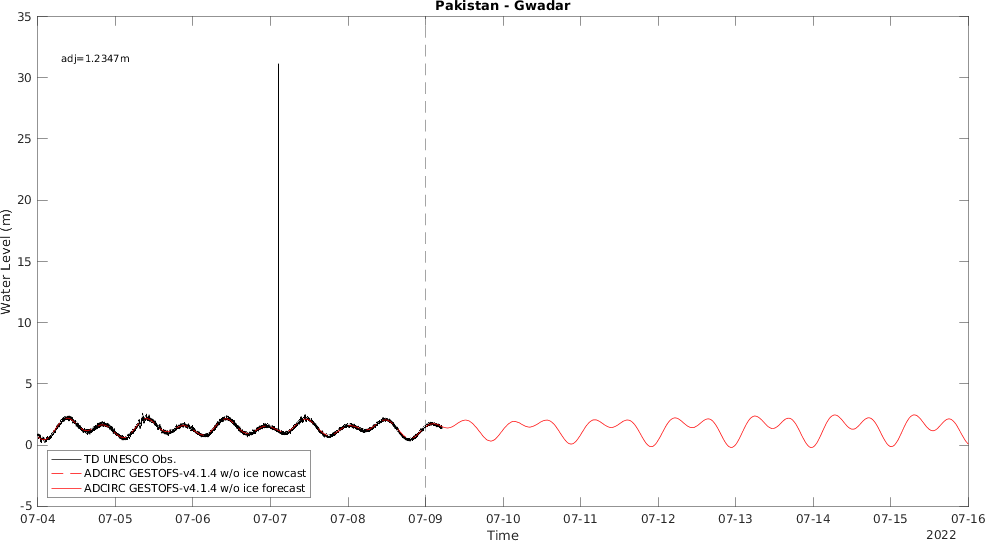 Pakistan - Gwadar
adj=1.2347m
35
30
25
20
15
10
5
0
-5
Water Level (m)
TD UNESCO Obs.
ADCIRC GESTOFS-v4.1.4 w/o ice nowcast
ADCIRC GESTOFS-v4.1.4 w/o ice forecast
07-04 07-05 07-06 07-07 07-08 07-09 07-10 07-11 07-12 07-13 07-14 07-15 07-16
Time
2022